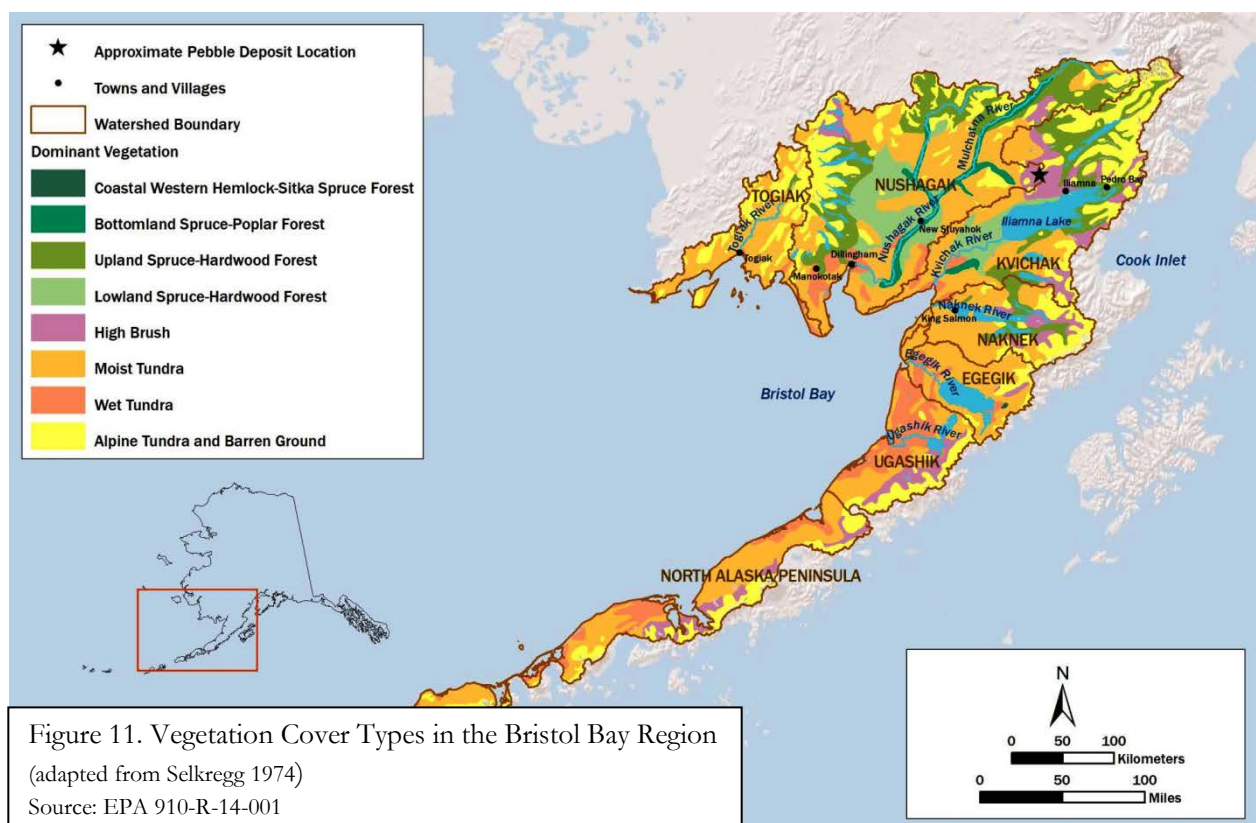 Approximate Pebble Deposit Location
Towns and Villages
Watershed Boundary
Dominant Vegetation
Coastal Western Hemlock-Sitka Spruce Forest
Bottomland Spruce-Poplar Forest
Upland Spruce-Hardwood Forest
Lowland Spruce-Hardwood Forest
High Brush
Moist Tundra
Wet Tundra
Alpine Tundra and Barren Ground
Mulchatna River
NUSHAGAK
TOGIAK
Togiak River
Togiak
Nushagak River
New Stuyahok
Iliamna
Pedro Bay
Iliamna Lake
Kvichak River
KVICHAK
Cook Inlet
Dillingham
Manokotak
Naknek River
King Salmon
NAKNEK
Egegik River
EGEGIK
Bristol Bay
Ugashik River
UGASHIK
NORTH ALASKA PENINSULA
N
0 50 100
Kilometers
0 50 100
Miles
Figure 11. Vegetation Cover Types in the Bristol Bay Region
(adapted from Selkregg 1974)
Source: EPA 910-R-14-001